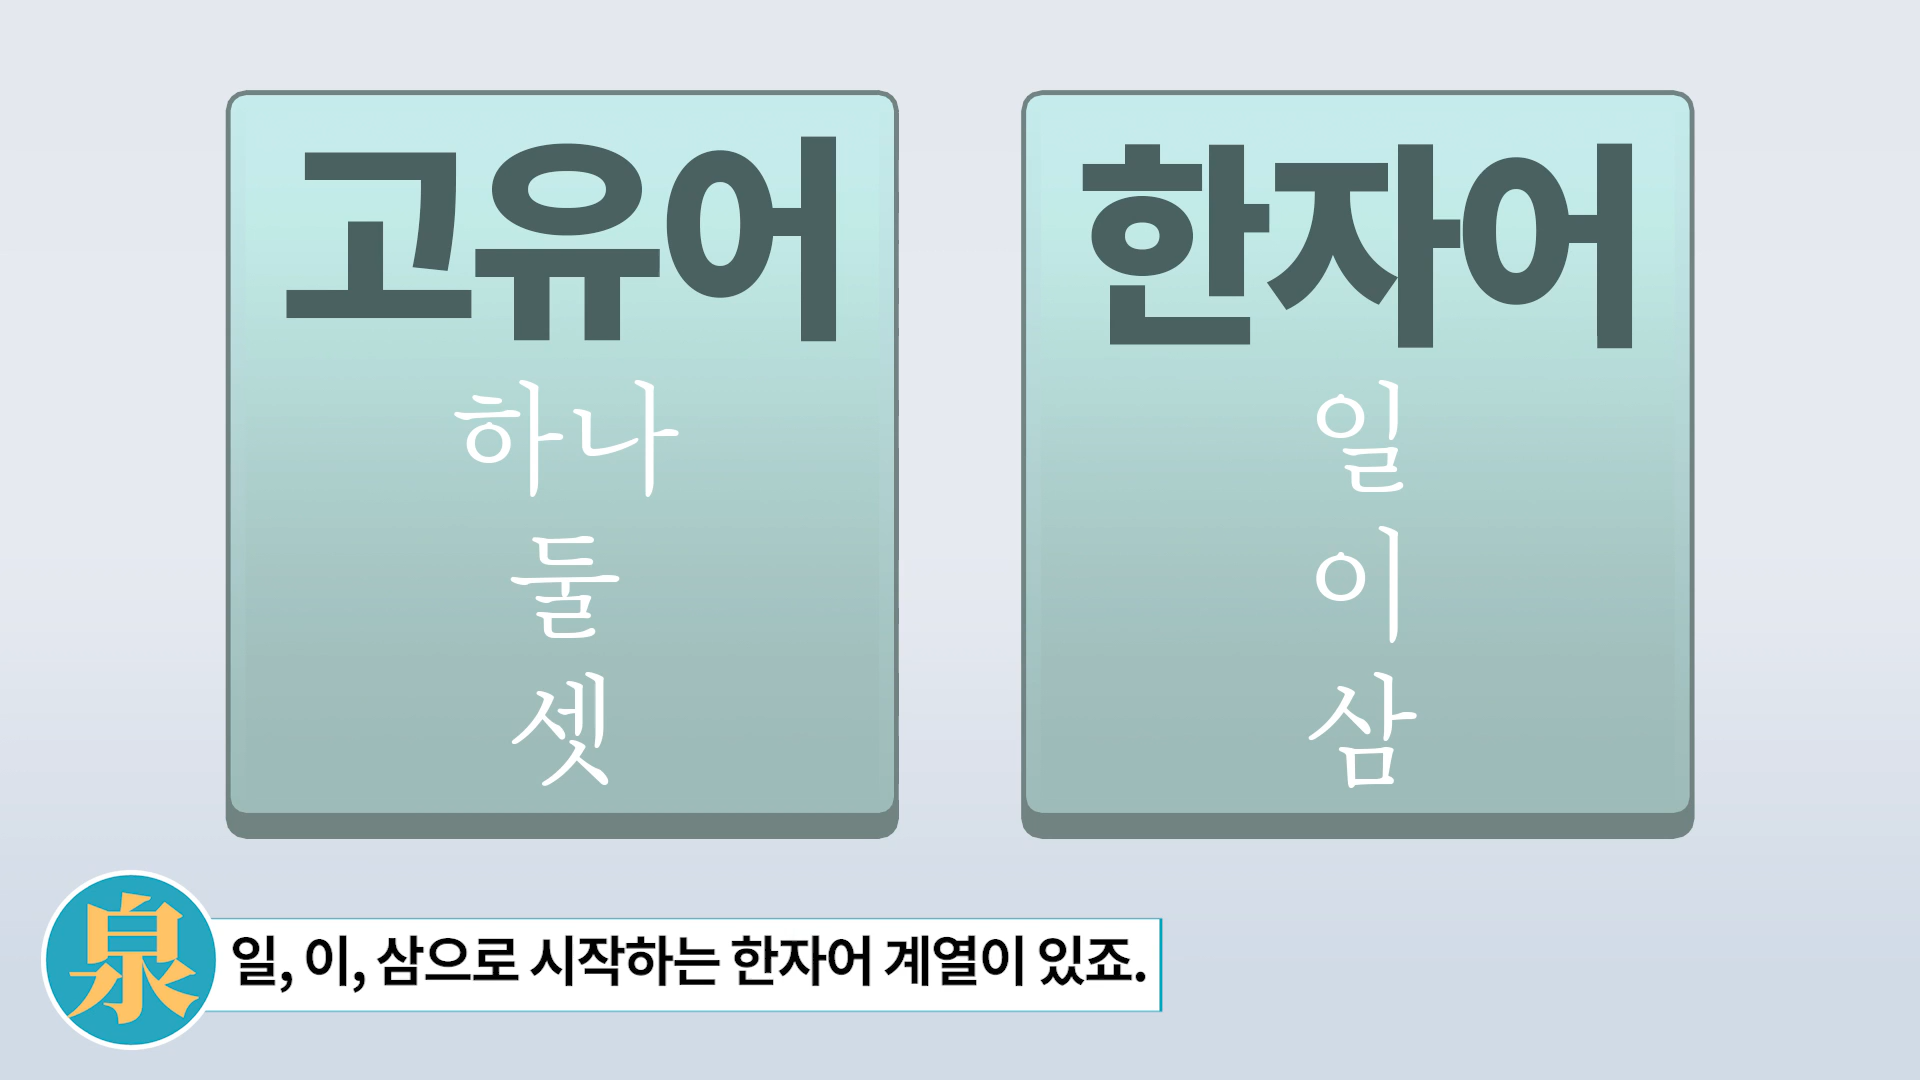 고유어
하나
둘
셋
한자어
일
이
삼
泉
일, 이, 삼으로 시작하는 한자어 계열이 있죠.